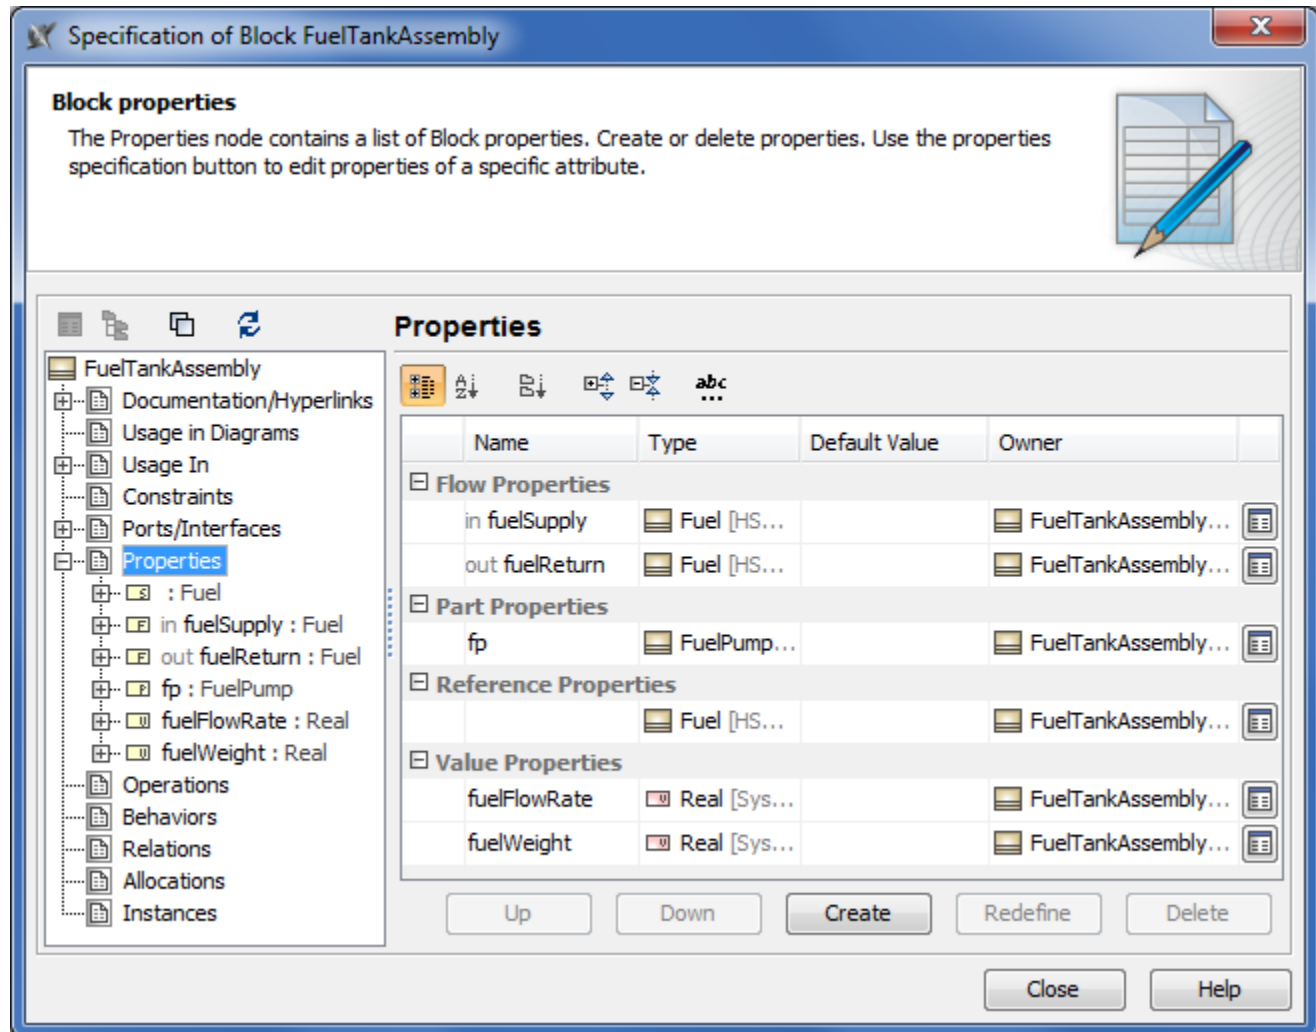 Specification of Block FuelTankAssembly
Block properties
The Properties node contains a list of Block properties. Create or delete properties. Use the properties
specification button to edit properties of a specific attribute.
Properties
FuelTankAssembly
Documentation/Hyperlinks
Usage in Diagrams
Usage In
Constraints
Ports/Interfaces
Properties
: Fuel
in fuelSupply : Fuel
out fuelReturn : Fuel
fp : FuelPump
fuelFlowRate : Real
fuelWeight : Real
Operations
Behaviors
Relations
Allocations
Instances
abc
Name Type Default Value Owner
Flow Properties
in fuelSupply Fuel [HS... FuelTankAssembly...
out fuelReturn Fuel [HS... FuelTankAssembly...
Part Properties
fp FuelPump... FuelTankAssembly...
Reference Properties
Fuel [HS... FuelTankAssembly...
Value Properties
fuelFlowRate Real [Sys... FuelTankAssembly...
fuelWeight Real [Sys... FuelTankAssembly...
Up Down Create Redefine Delete
Close Help